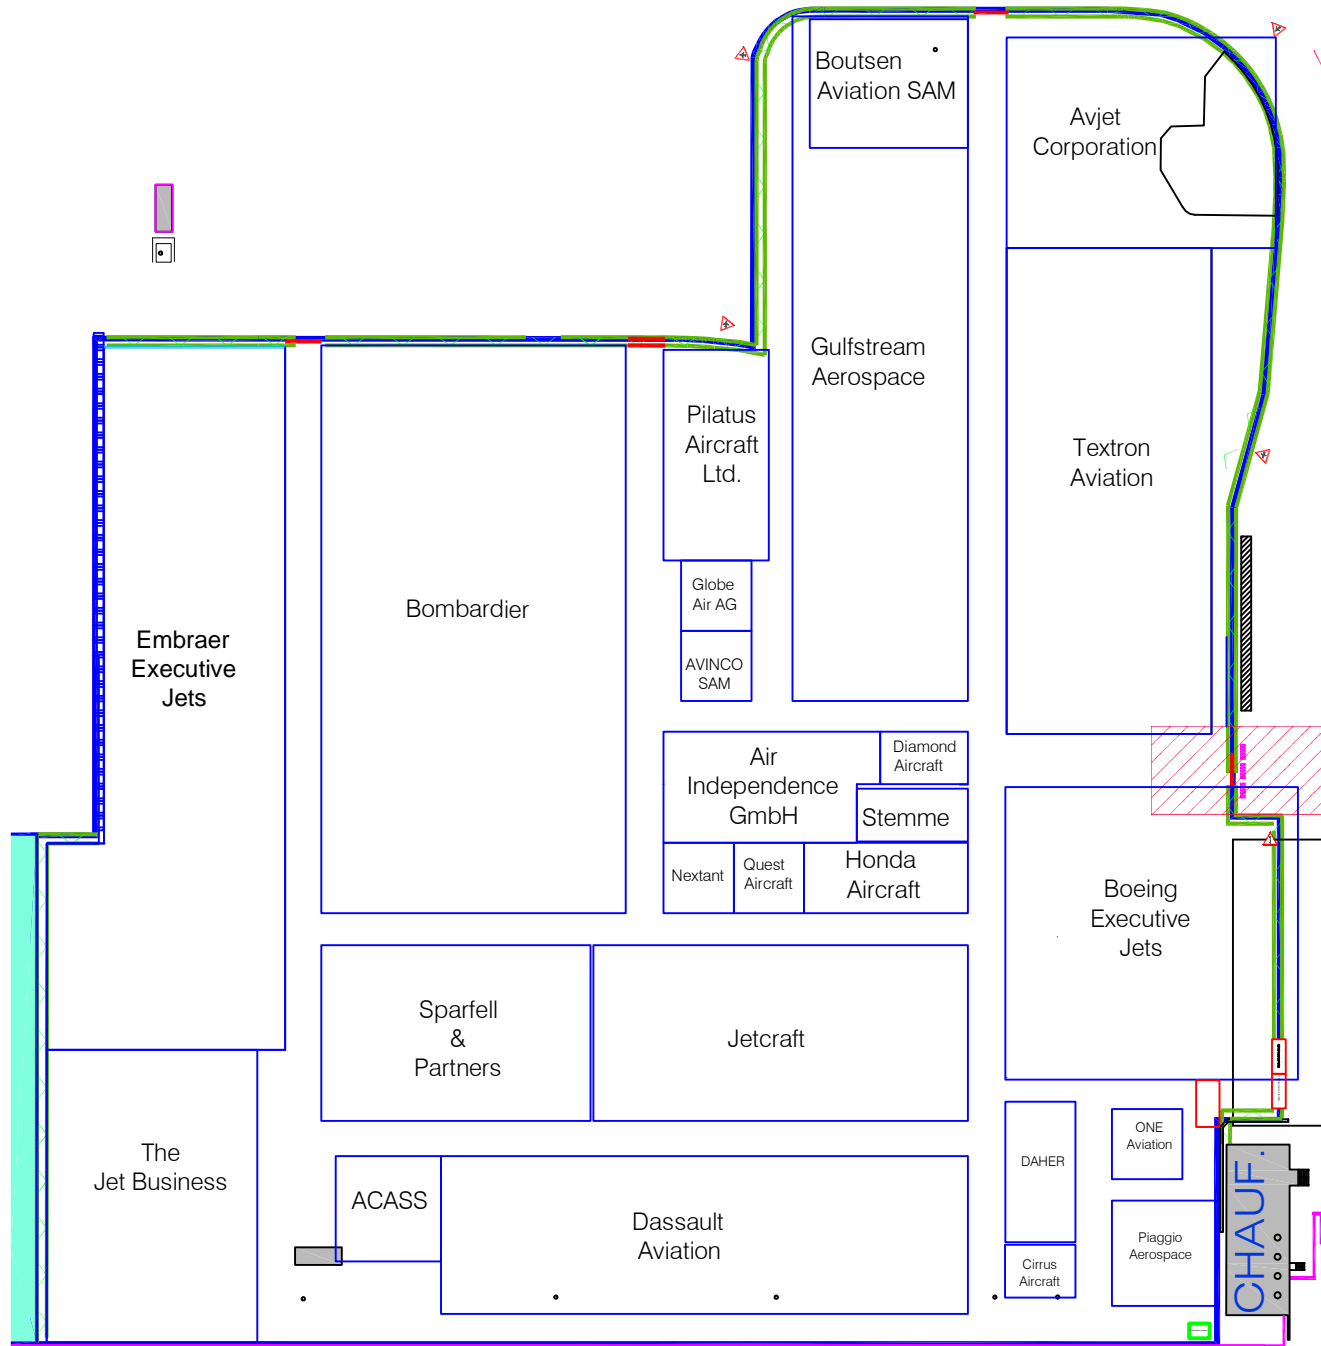 Boutsen
Aviation SAM
Avjet
Corporation
Gulfstream
Aerospace
Pilatus
Aircraft
Ltd.
Textron
Aviation
Globe
Air AG
Bombardier
Embraer
Executive
Jets
AVINCO
SAM
Air
Independence
GmbH
Diamond
Aircraft
Stemme
Nextant
Quest
Aircraft
Honda
Aircraft
Boeing
Executive
Jets
Sparfell
&
Partners
Jetcraft
The
Jet Business
ACASS
Dassault
Aviation
DAHER
ONE
Aviation
Cirrus
Aircraft
Piaggio
Aerospace
CHAUF.